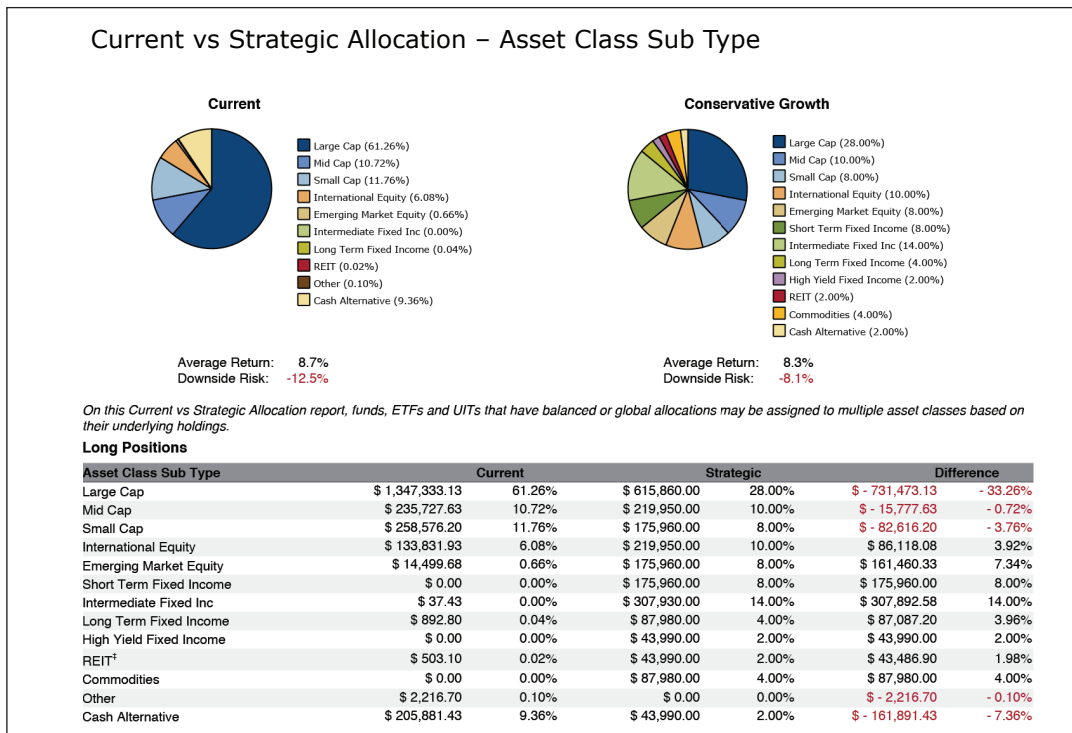 Current vs Strategic Allocation – Asset Class Sub Type
Current
Large Cap (61.26%)
Mid Cap (10.72%)
Small Cap (11.76%)
International Equity (6.08%)
Emerging Market Equity (0.66%)
Intermediate Fixed Inc (0.00%)
Long Term Fixed Income (0.04%)
REIT (0.02%)
Other (0.10%)
Cash Alternative (9.36%)
Average Return: 8.7%
Downside Risk: -12.5%
Conservative Growth
Large Cap (28.00%)
Mid Cap (10.00%)
Small Cap (8.00%)
International Equity (10.00%)
Emerging Market Equity (8.00%)
Short Term Fixed Income (8.00%)
Intermediate Fixed Inc (14.00%)
Long Term Fixed Income (4.00%)
High Yield Fixed Income (2.00%)
REIT (2.00%)
Commodities (4.00%)
Cash Alternative (2.00%)
Average Return: 8.3%
Downside Risk: -8.1%
On this Current vs Strategic Allocation report, funds, ETFs and UITs that have balanced or global allocations may be assigned to multiple asset classes based on
their underlying holdings.
Long Positions
Asset Class Sub Type Current Strategic Difference
Large Cap $ 1,347,333.13 61.26% $ 615,860.00 28.00% $ - 731,473.13 - 33.26%
Mid Cap $ 235,727.63 10.72% $ 219,950.00 10.00% $ - 15,777.63 - 0.72%
Small Cap $ 258,576.20 11.76% $ 175,960.00 8.00% $ - 82,616.20 - 3.76%
International Equity $ 133,831.93 6.08% $ 219,950.00 10.00% $ 86,118.08 3.92%
Emerging Market Equity $ 14,499.68 0.66% $ 175,960.00 8.00% $ 161,460.33 7.34%
Short Term Fixed Income $ 0.00 0.00% $ 175,960.00 8.00% $ 175,960.00 8.00%
Intermediate Fixed Inc $ 37.43 0.00% $ 307,930.00 14.00% $ 307,892.58 14.00%
Long Term Fixed Income $ 892.80 0.04% $ 87,980.00 4.00% $ 87,087.20 3.96%
High Yield Fixed Income $ 0.00 0.00% $ 43,990.00 2.00% $ 43,990.00 2.00%
REIT‡ $ 503.10 0.02% $ 43,990.00 2.00% $ 43,486.90 1.98%
Commodities $ 0.00 0.00% $ 87,980.00 4.00% $ 87,980.00 4.00%
Other $ 2,216.70 0.10% $ 0.00 0.00% $ - 2,216.70 - 0.10%
Cash Alternative $ 205,881.43 9.36% $ 43,990.00 2.00% $ - 161,891.43 - 7.36%